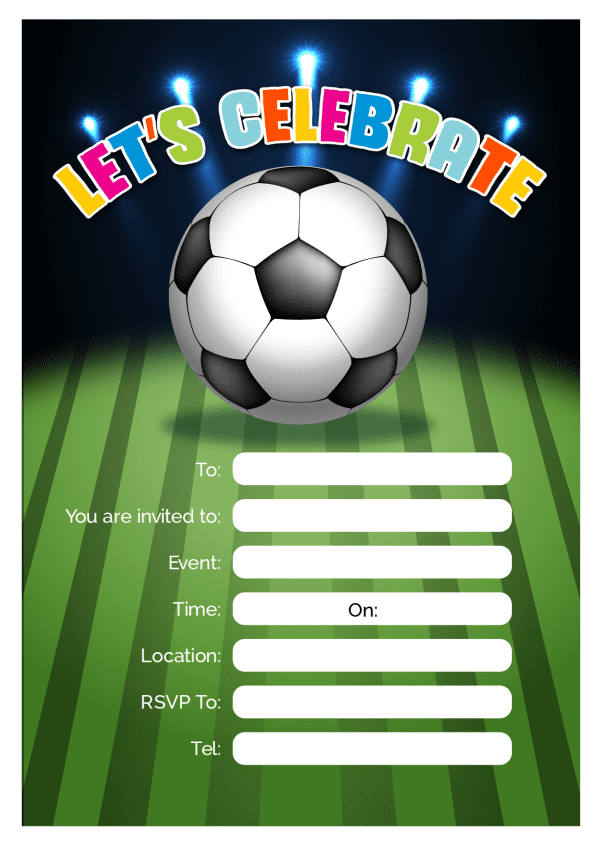 LET'S CELEBRATE
To:
You are invited to:
Event:
Time: On:
Location:
RSVP To:
Tel: